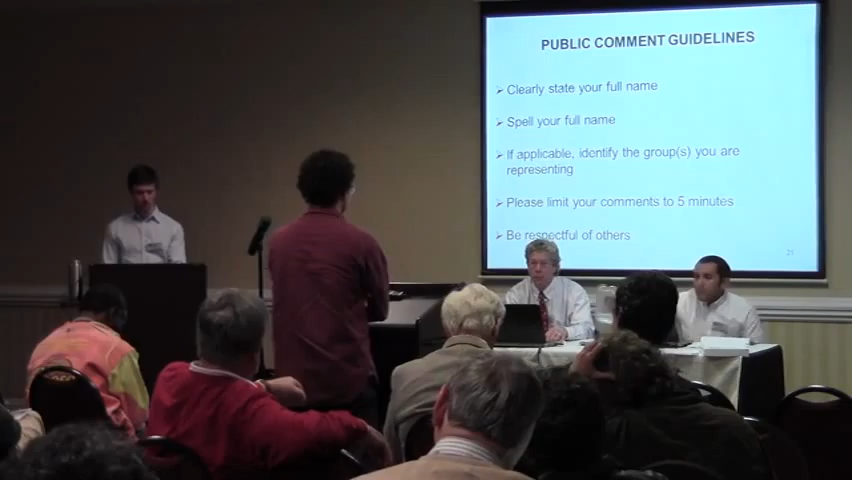 PUBLIC COMMENT GUIDELINES
➢ Clearly state your full name
➢ Spell your full name
➢ If applicable, identify the group(s) you are
representing
➢ Please limit your comments to 5 minutes
➢ Be respectful of others
21